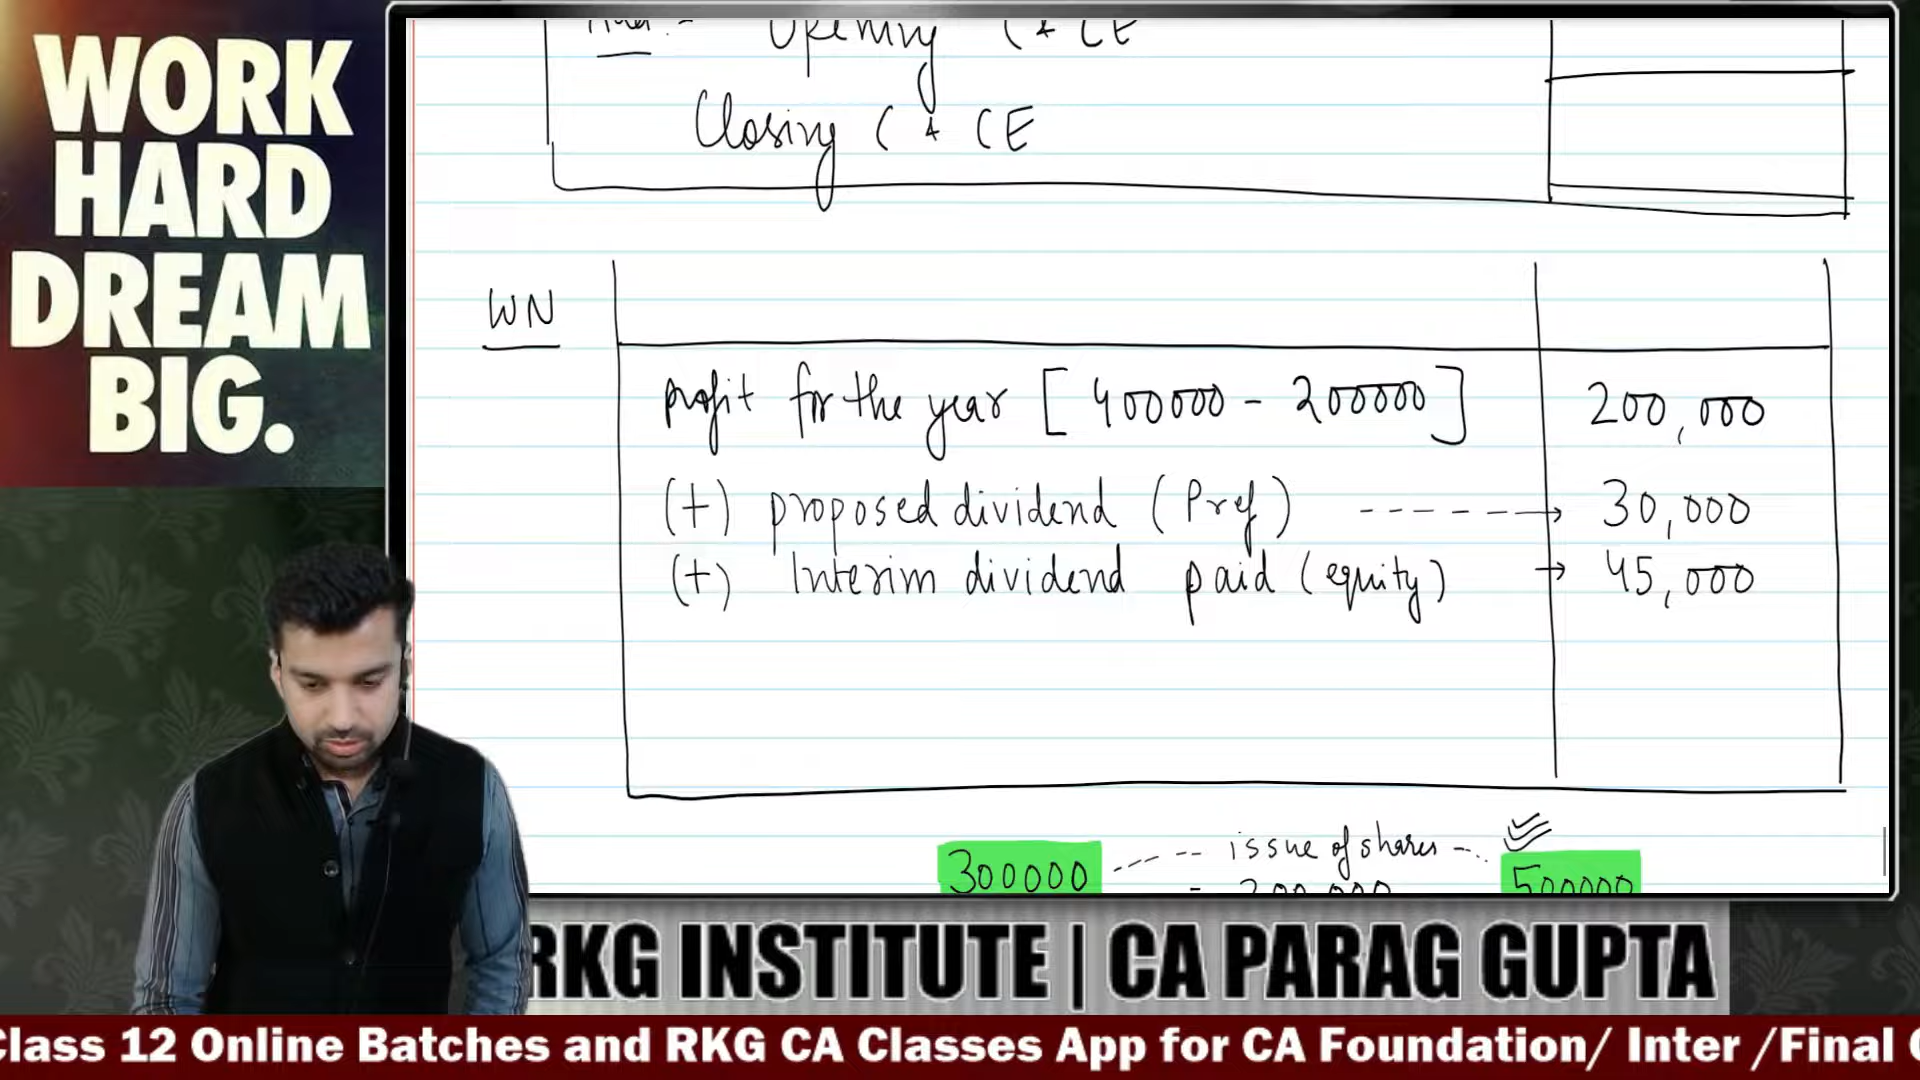 WORK
HARD
DREAM
BIG.
Opening C & CE
Closing C & CE
WN
profit for the year [ 400000 - 200000 ] 200,000
(+) proposed dividend (Pref) ------→ 30,000
(+) Interim dividend paid (equity) → 45,000
300000 ---- issue of shares -... 500000
RKG INSTITUTE | CA PARAG GUPTA
Class 12 Online Batches and RKG CA Classes App for CA Foundation/ Inter /Final